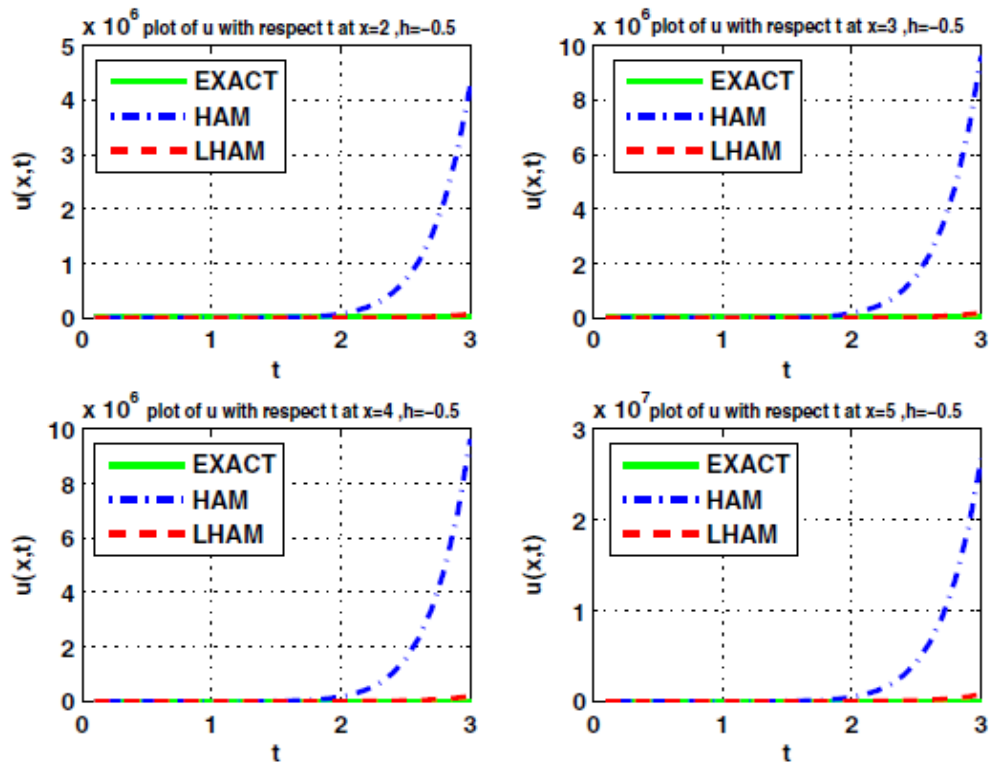 x 10^6 plot of u with respect t at x=2 ,h=−0.5
5
4
3
2
1
0
0 1 2 3
u(x,t)
t
EXACT
HAM
LHAM
x 10^6 plot of u with respect t at x=3 ,h=−0.5
10
8
6
4
2
0
0 1 2 3
u(x,t)
t
EXACT
HAM
LHAM
x 10^6 plot of u with respect t at x=4 ,h=−0.5
10
8
6
4
2
0
0 1 2 3
u(x,t)
t
EXACT
HAM
LHAM
x 10^7 plot of u with respect t at x=5 ,h=−0.5
3
2
1
0
0 1 2 3
u(x,t)
t
EXACT
HAM
LHAM